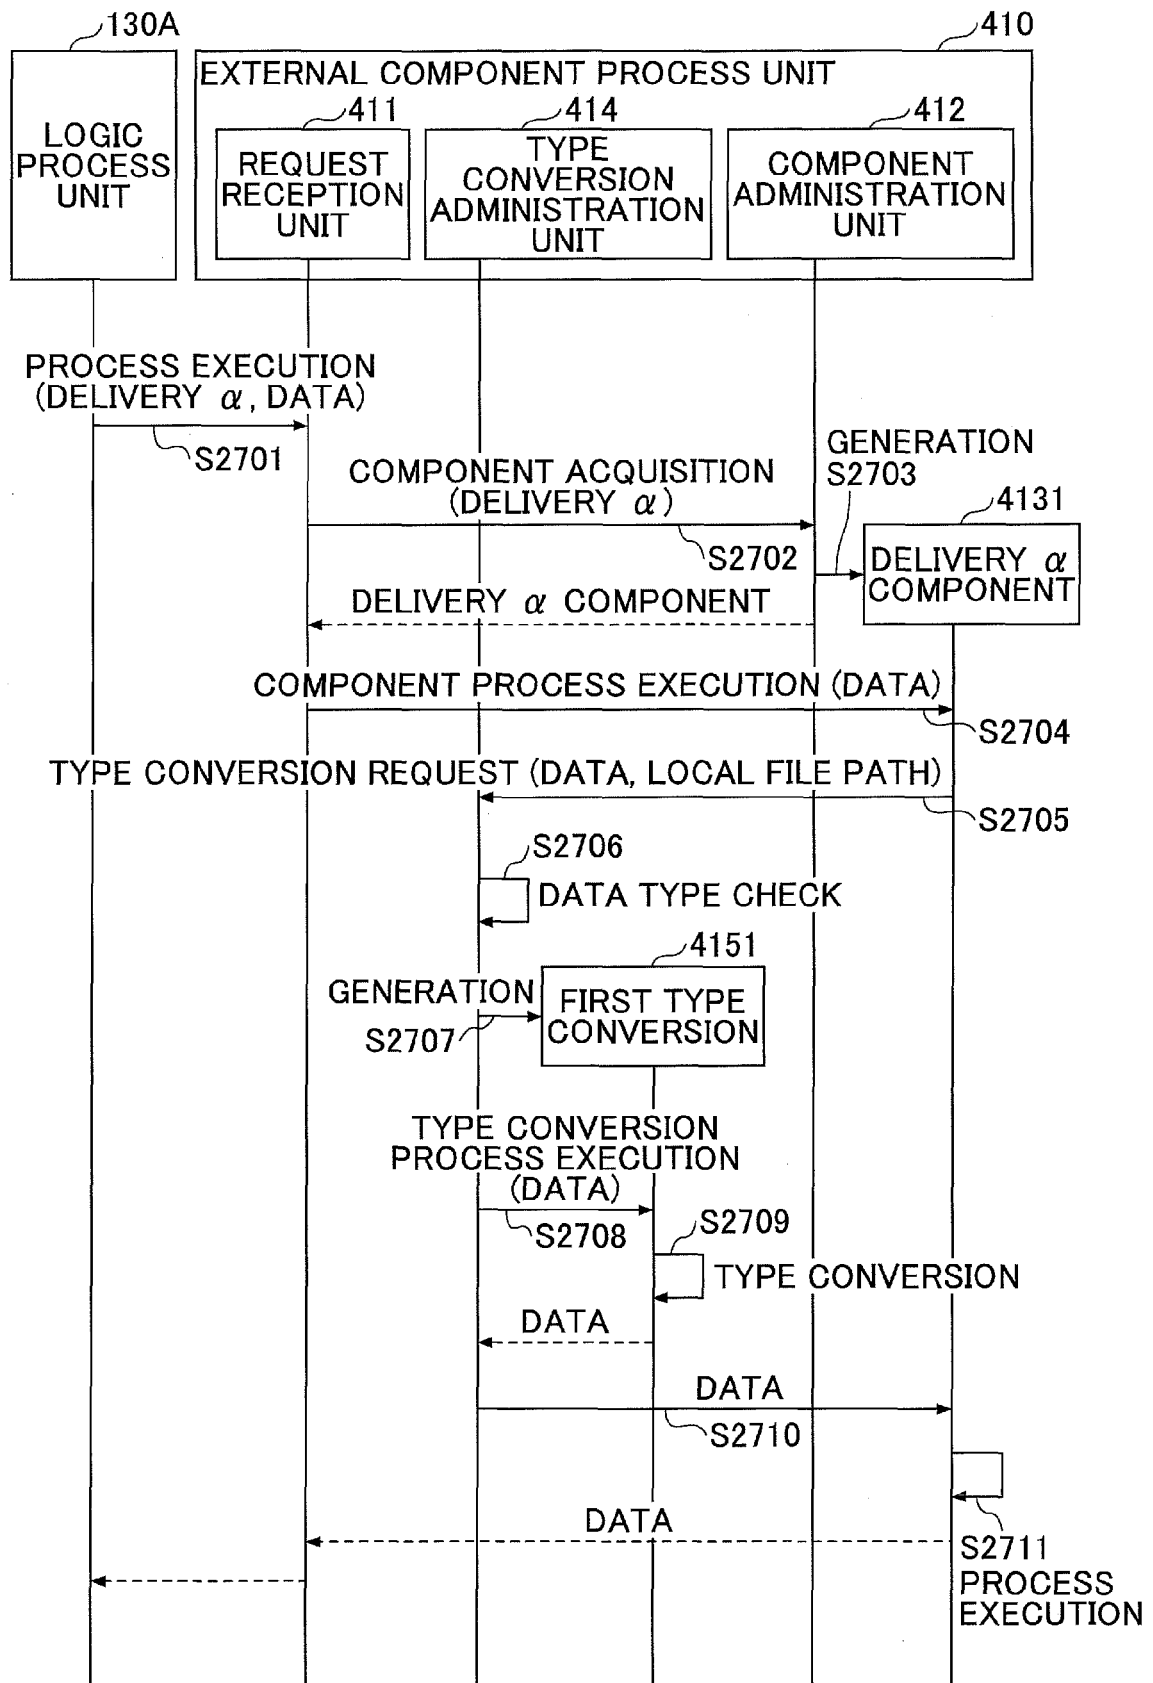 130A
410
EXTERNAL COMPONENT PROCESS UNIT
LOGIC
PROCESS
UNIT
411
REQUEST
RECEPTION
UNIT
414
TYPE
CONVERSION
ADMINISTRATION
UNIT
412
COMPONENT
ADMINISTRATION
UNIT
PROCESS EXECUTION
(DELIVERY α, DATA)
S2701
COMPONENT ACQUISITION
(DELIVERY α)
S2702
GENERATION
S2703
4131
DELIVERY α
COMPONENT
DELIVERY α COMPONENT
COMPONENT PROCESS EXECUTION (DATA)
S2704
TYPE CONVERSION REQUEST (DATA, LOCAL FILE PATH)
S2705
S2706
DATA TYPE CHECK
4151
GENERATION
S2707
FIRST TYPE
CONVERSION
TYPE CONVERSION
PROCESS EXECUTION
(DATA)
S2708
S2709
TYPE CONVERSION
DATA
DATA
S2710
DATA
S2711
PROCESS
EXECUTION